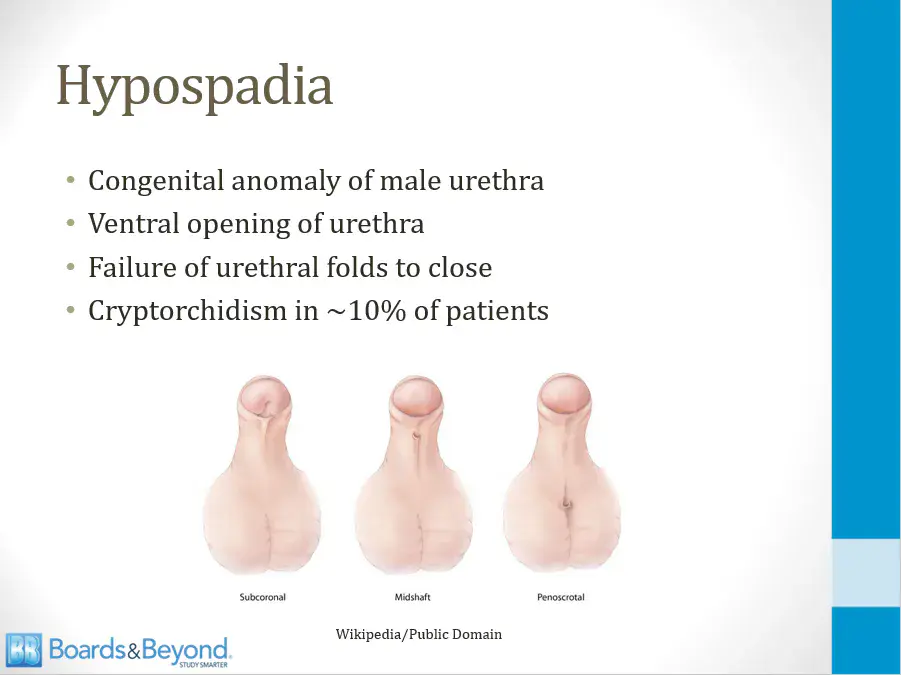 Hypospadia
• Congenital anomaly of male urethra
• Ventral opening of urethra
• Failure of urethral folds to close
• Cryptorchidism in ~10% of patients
Subcoronal
Midshaft
Penoscrotal
Wikipedia/Public Domain
BB
Boards&Beyond.
STUDY SMARTER